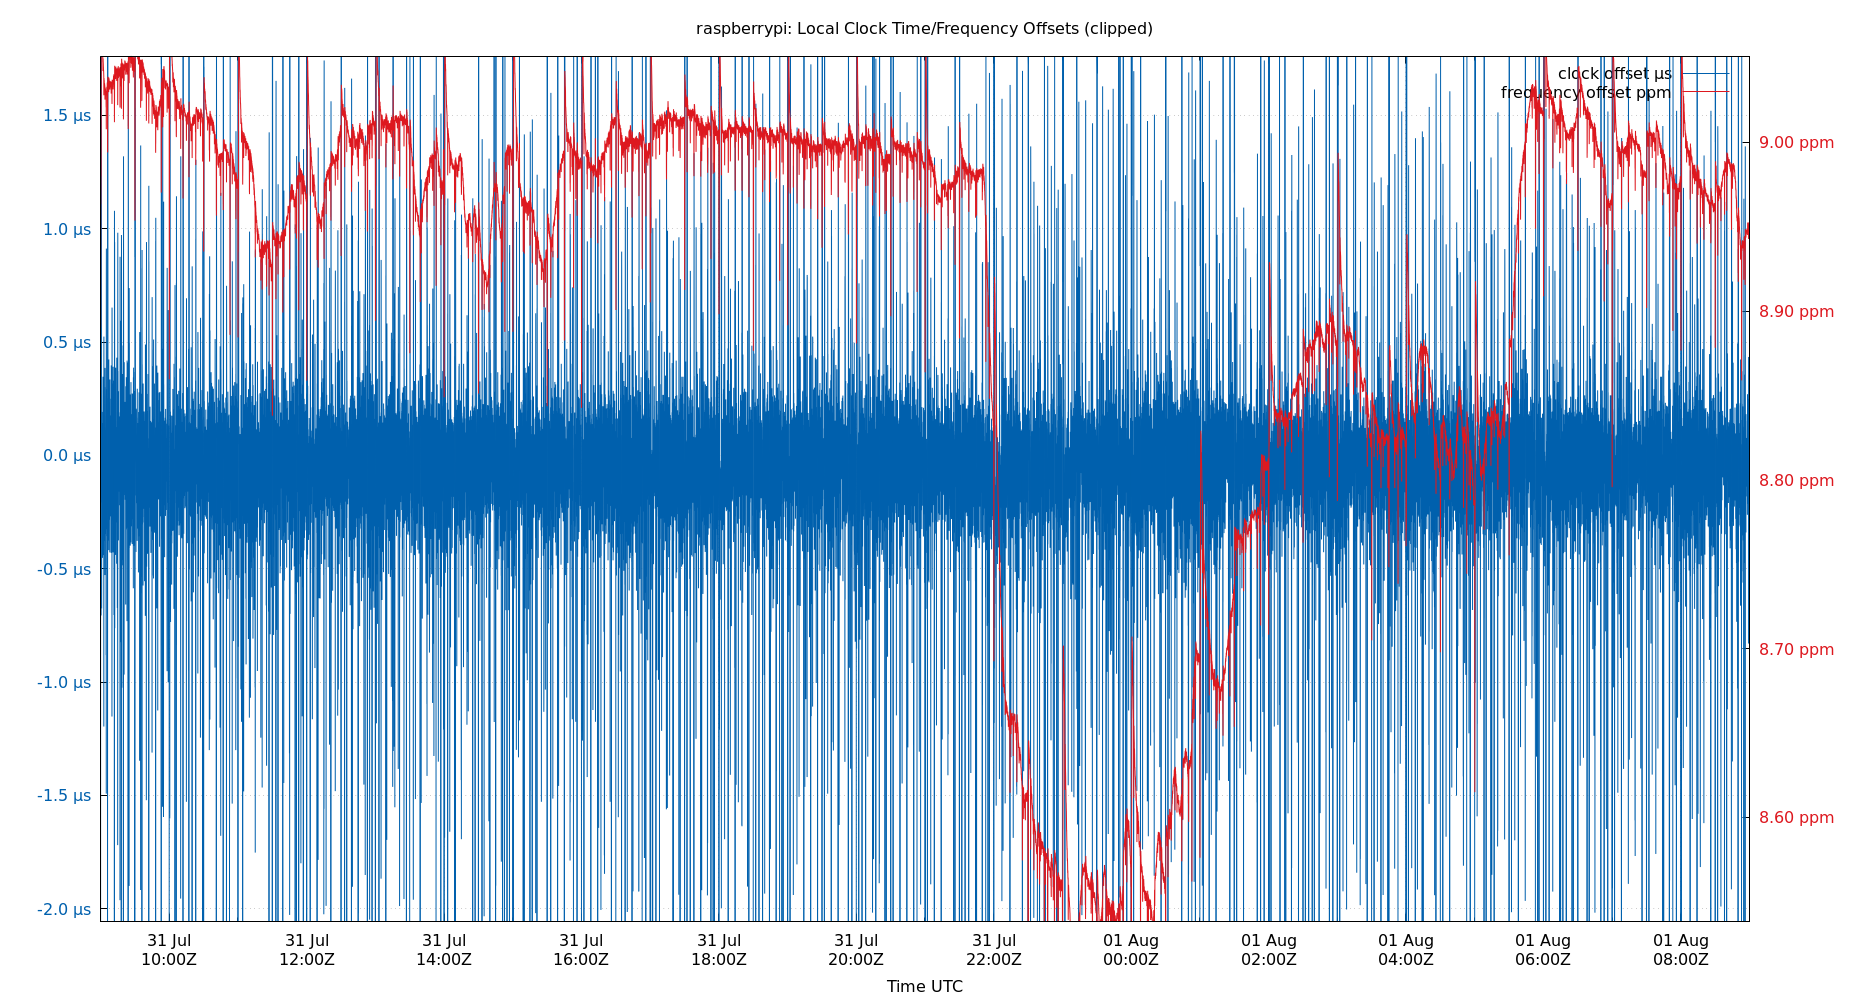 raspberrypi: Local Clock Time/Frequency Offsets (clipped)
clock offset µs
frequency offset ppm
1.5 µs
1.0 µs
0.5 µs
0.0 µs
-0.5 µs
-1.0 µs
-1.5 µs
-2.0 µs
9.00 ppm
8.90 ppm
8.80 ppm
8.70 ppm
8.60 ppm
31 Jul 31 Jul 31 Jul 31 Jul 31 Jul 31 Jul 31 Jul 01 Aug 01 Aug 01 Aug 01 Aug 01 Aug
10:00Z 12:00Z 14:00Z 16:00Z 18:00Z 20:00Z 22:00Z 00:00Z 02:00Z 04:00Z 06:00Z 08:00Z
Time UTC